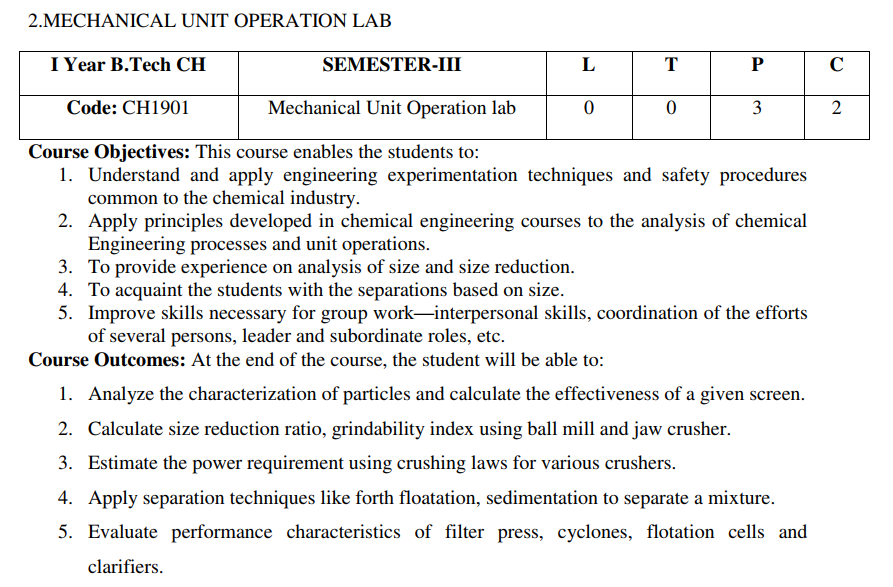 2.MECHANICAL UNIT OPERATION LAB
I Year B.Tech CH SEMESTER-III L T P C
Code: CH1901 Mechanical Unit Operation lab 0 0 3 2
Course Objectives: This course enables the students to:
1. Understand and apply engineering experimentation techniques and safety procedures
common to the chemical industry.
2. Apply principles developed in chemical engineering courses to the analysis of chemical
Engineering processes and unit operations.
3. To provide experience on analysis of size and size reduction.
4. To acquaint the students with the separations based on size.
5. Improve skills necessary for group work—interpersonal skills, coordination of the efforts
of several persons, leader and subordinate roles, etc.
Course Outcomes: At the end of the course, the student will be able to:
1. Analyze the characterization of particles and calculate the effectiveness of a given screen.
2. Calculate size reduction ratio, grindability index using ball mill and jaw crusher.
3. Estimate the power requirement using crushing laws for various crushers.
4. Apply separation techniques like forth floatation, sedimentation to separate a mixture.
5. Evaluate performance characteristics of filter press, cyclones, flotation cells and
clarifiers.